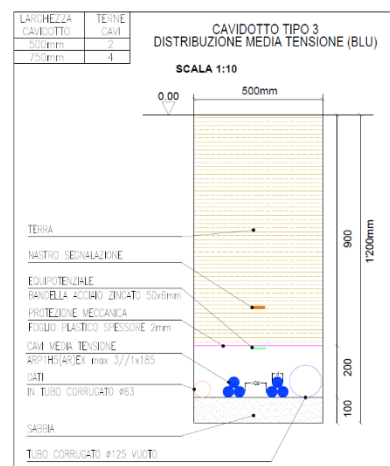 LARGHEZZA CAVIDOTTO
TERNE CAVI
500mm 2
750mm 4
CAVIDOTTO TIPO 3
DISTRIBUZIONE MEDIA TENSIONE (BLU)
SCALA 1:10
0.00
500mm
TERRA
NASTRO SEGNALAZIONE
EQUIPOTENZIALE
BANDELLA ACCIAIO ZINCATO 50x6mm
PROTEZIONE MECCANICA
FOGLIO PLASTICO SPESSORE 2mm
CAVI MEDIA TENSIONE
ARP1H5(AR)EX max 3//1x185
DATI
IN TUBO CORRUGATO ø63
SABBIA
TUBO CORRUGATO ø125 VUOTO
900
1'200mm
200
100